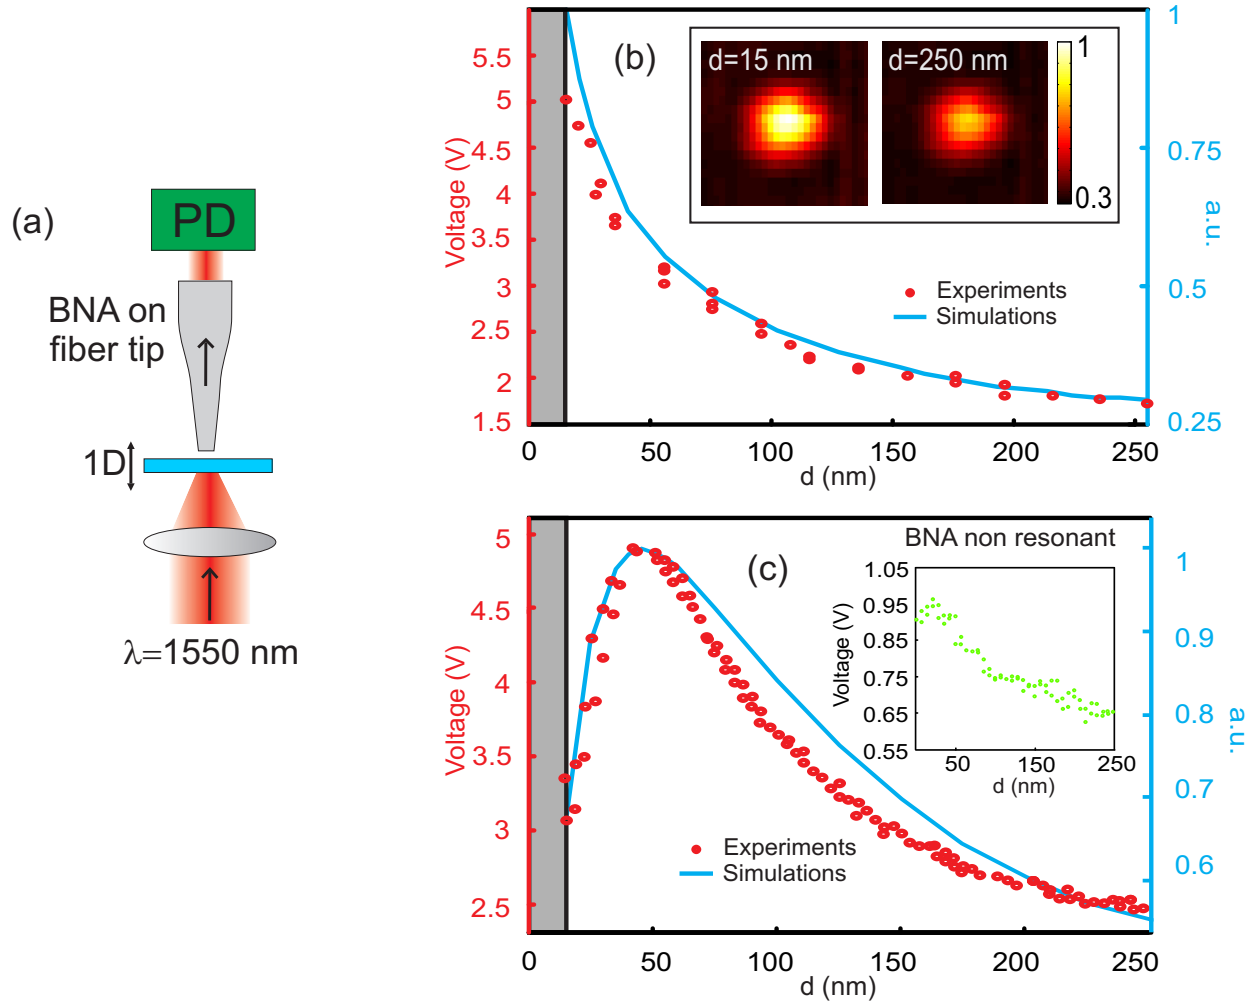 (a)
PD
BNA on
fiber tip
1D
λ=1550 nm
(b)
d=15 nm
d=250 nm
1
0.3
Voltage (V)
5.5
5
4.5
4
3.5
3
2.5
2
1.5
1
0.75
0.5
0.25
a.u.
Experiments
Simulations
0
50
100
150
200
250
d (nm)
(c)
Voltage (V)
5
4.5
4
3.5
3
2.5
1
0.9
0.8
0.7
0.6
a.u.
BNA non resonant
Voltage (V)
1.05
0.95
0.85
0.75
0.65
0.55
50
150
250
d (nm)
Experiments
Simulations
0
50
100
150
200
250
d (nm)